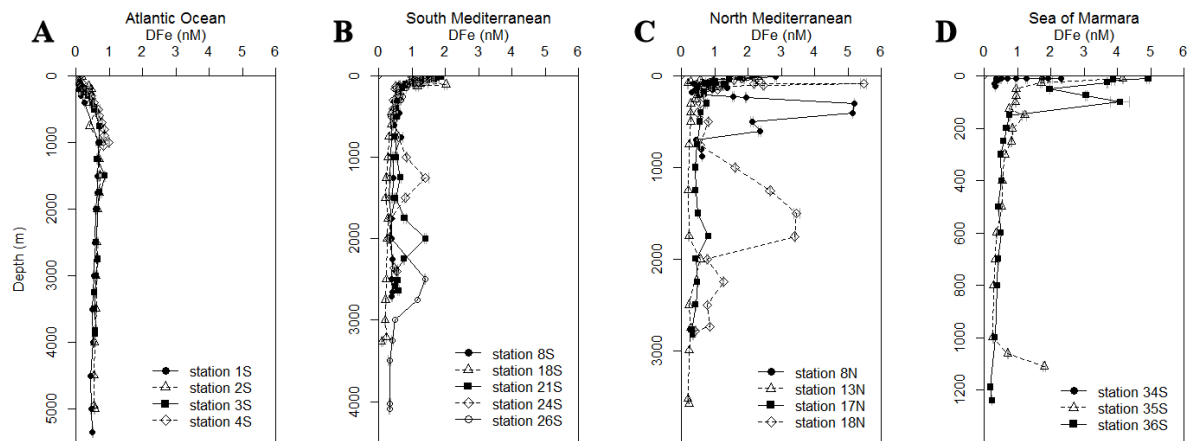 A
Atlantic Ocean
DFe (nM)
0 1 2 3 4 5 6
Depth (m)
0
1000
2000
3000
4000
5000
station 1S
station 2S
station 3S
station 4S
B
South Mediterranean
DFe (nM)
0 1 2 3 4 5 6
0
1000
2000
3000
4000
station 8S
station 18S
station 21S
station 24S
station 26S
C
North Mediterranean
DFe (nM)
0 1 2 3 4 5 6
0
1000
2000
3000
station 8N
station 13N
station 17N
station 18N
D
Sea of Marmara
DFe (nM)
0 1 2 3 4 5 6
0
200
400
600
800
1000
1200
station 34S
station 35S
station 36S